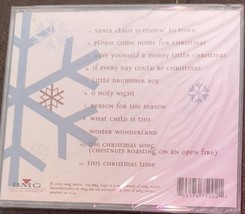 SANTA CLAUS IS COMIN' TO TOWN
PLEASE COME HOME FOR CHRISTMAS
HAVE YOURSELF A MERRY LITTLE CHRISTMAS
IF EVERY DAY COULD BE CHRISTMAS
LITTLE DRUMMER BOY
O HOLY NIGHT
REASON FOR THE SEASON
WHAT CHILD IS THIS
WINTER WONDERLAND
THE CHRISTMAS SONG
(CHESTNUTS ROASTING ON AN OPEN FIRE)
THIS CHRISTMAS TIME
BMG